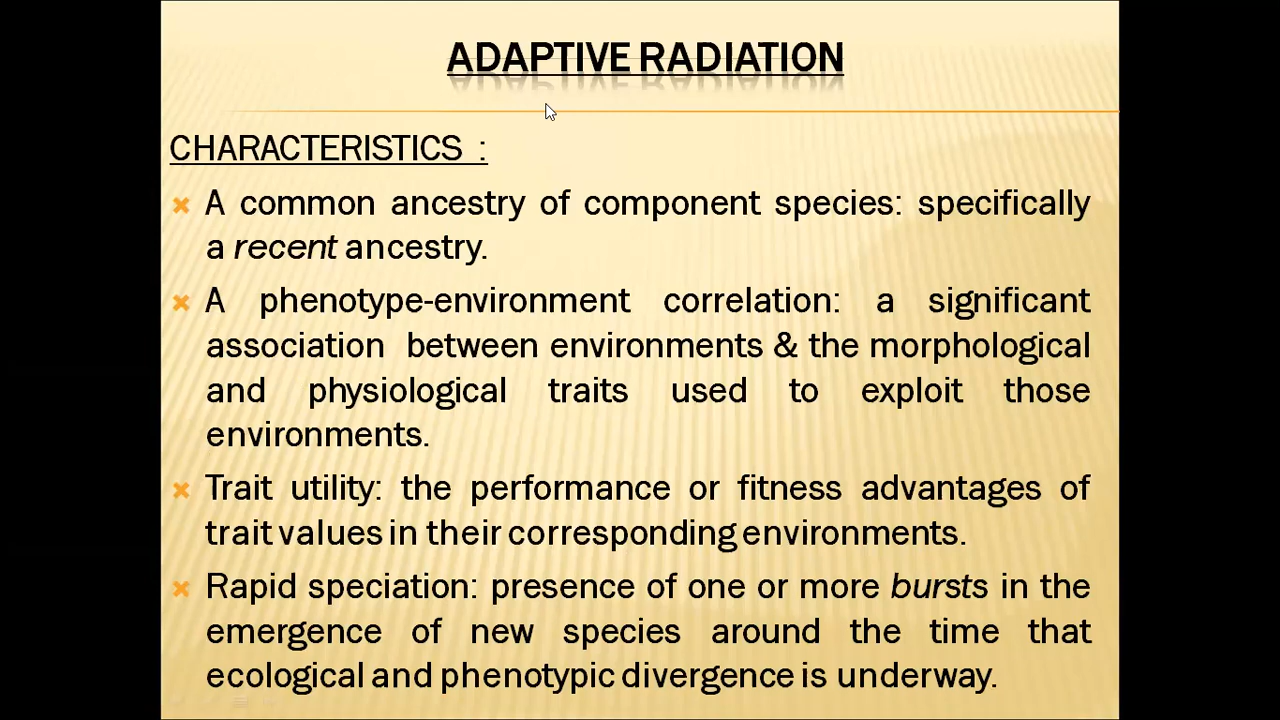 ADAPTIVE RADIATION
CHARACTERISTICS :
A common ancestry of component species: specifically
a recent ancestry.
A phenotype-environment correlation: a significant
association between environments & the morphological
and physiological traits used to exploit those
environments.
Trait utility: the performance or fitness advantages of
trait values in their corresponding environments.
Rapid speciation: presence of one or more bursts in the
emergence of new species around the time that
ecological and phenotypic divergence is underway.